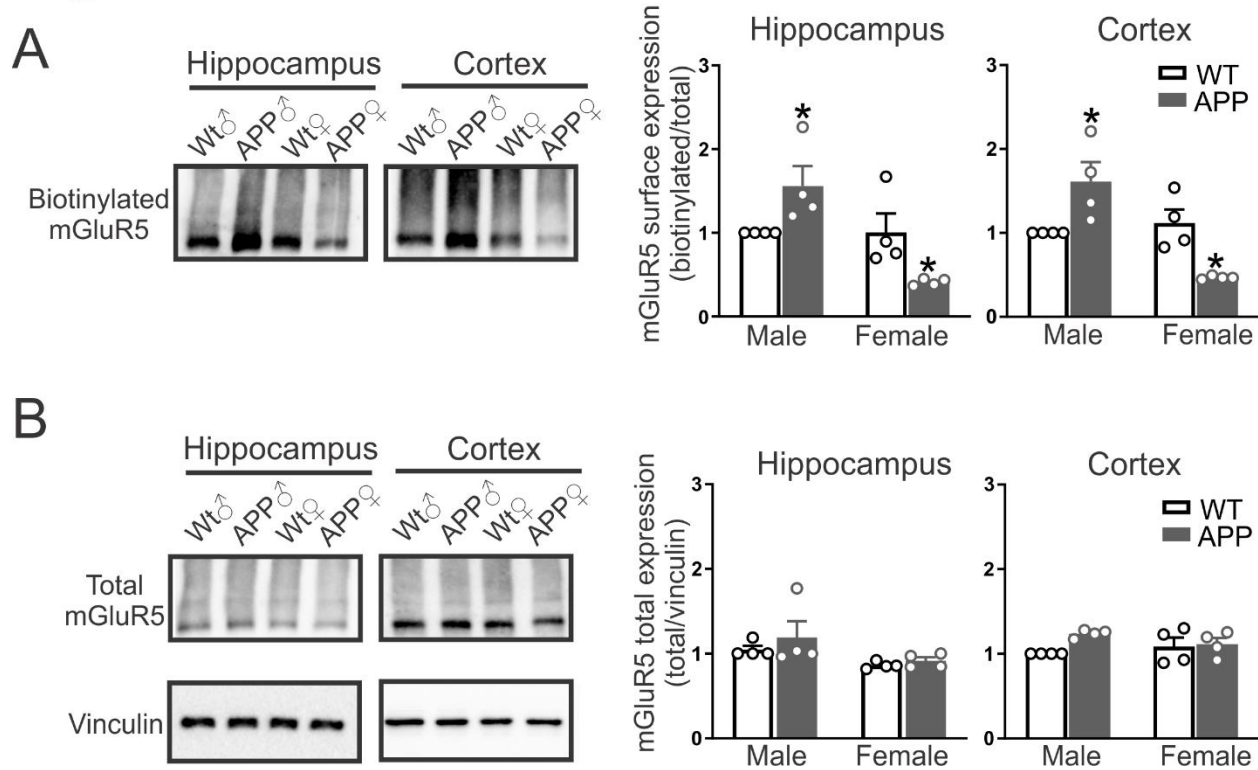 A
Hippocampus
Cortex
Wt♂ APP♂ Wt♀ APP♀
Wt♂ APP♂ Wt♀ APP♀
Biotinylated
mGluR5
mGluR5 surface expression
(biotinylated/total)
Hippocampus
3
2
1
0
*
*
Male Female
Cortex
WT
APP
3
2
1
0
*
*
Male Female
B
Hippocampus
Cortex
Wt♂ APP♂ Wt♀ APP♀
Wt♂ APP♂ Wt♀ APP♀
Total
mGluR5
Vinculin
mGluR5 total expression
(total/vinculin)
Hippocampus
3
2
1
0
Male Female
Cortex
WT
APP
3
2
1
0
Male Female